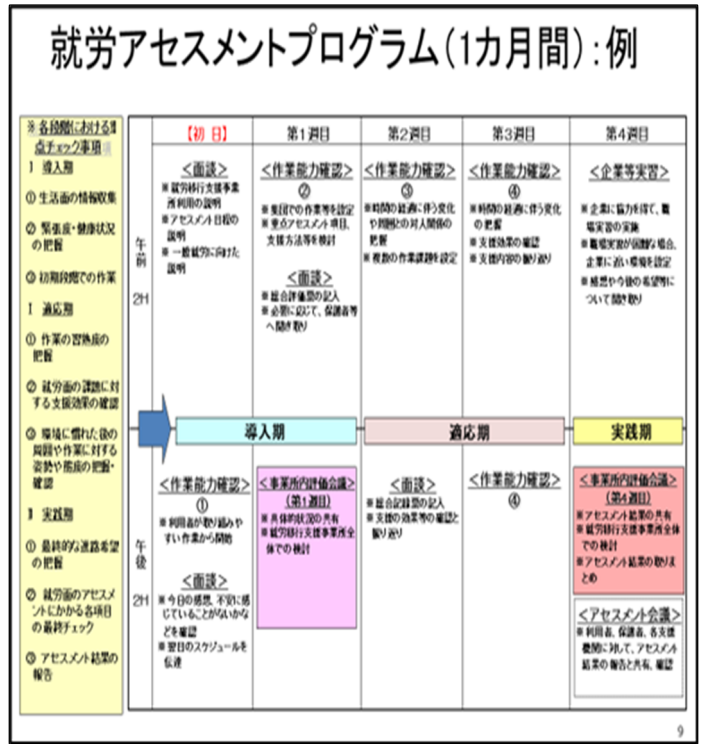 就労アセスメントプログラム(1カ月間):例
※各段階における重
点チェック事項
Ⅰ 導入期
① 生活面の情報収集
② 緊張度・健康状況
の把握
③ 初期段階での作業
Ⅱ 適応期
① 作業の習熟度の
把握
② 就労面の課題に対
する支援効果の確認
③ 環境に慣れた後の
周囲や作業に対する
姿勢や態度の把握・
確認
Ⅲ 実践期
① 最終的な進路希望
の把握
② 就労面のアセスメ
ントにかかる各項目
の最終チェック
③ アセスメント結果の
報告
【初 日】
第1週目
第2週目
第3週目
第4週目
午前
2H
<面談>
※就労移行支援事業
所利用の説明
※アセスメント日程の
説明
※一般就労に向けた
説明
<作業能力確認>
②
※集団での作業等を設定
※重点アセスメント項目、
支援方法等を検討
<面談>
※総合評価票の記入
※必要に応じて、保護者等
へ聞き取り
<作業能力確認>
③
※時間の経過に伴う変化
や周囲との対人関係の
把握
※複数の作業課題を設定
<作業能力確認>
④
※時間の経過に伴う変化
の把握
※支援効果の確認
※支援内容の振り返り
<企業等実習>
※企業に協力を得て、職
場実習の実施
※職場実習が困難な場合、
企業に近い環境を設定
※感想や今後の希望等に
ついて聞き取り
導入期
適応期
実践期
午後
2H
<作業能力確認>
①
※利用者が取り組みや
すい作業から開始
<面談>
※今日の感想、不安に感
じていることがないかな
どを確認
※翌日のスケジュールを
伝達
<事業所内評価会議>
(第1週目)
※具体的状況の共有
※就労移行支援事業所全
体での検討
<面談>
※総合記録票の記入
※支援の効果等の確認と
振り返り
<作業能力確認>
④
<事業所内評価会議>
(第4週目)
※アセスメント結果の共有
※就労移行支援事業所全体
での検討
※アセスメント結果の取りま
とめ
<アセスメント会議>
※利用者、保護者、各支援
機関に対して、アセスメント
結果の報告と共有、確認
9